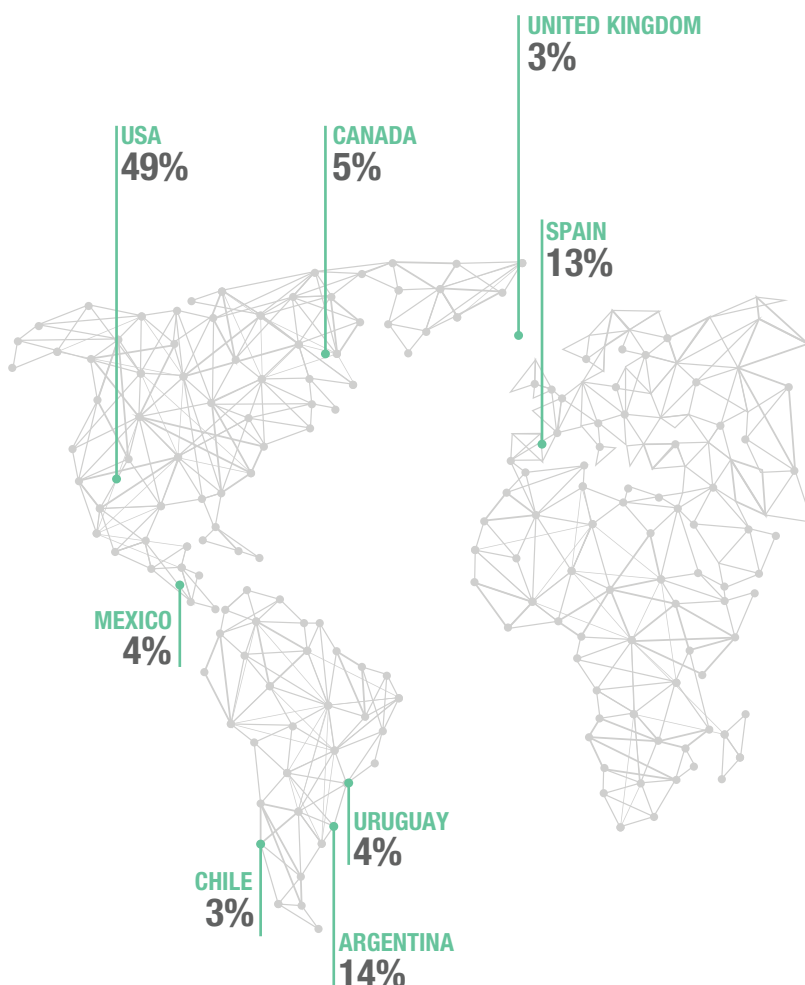 UNITED KINGDOM
3%
USA
49%
CANADA
5%
SPAIN
13%
MEXICO
4%
URUGUAY
4%
CHILE
3%
ARGENTINA
14%